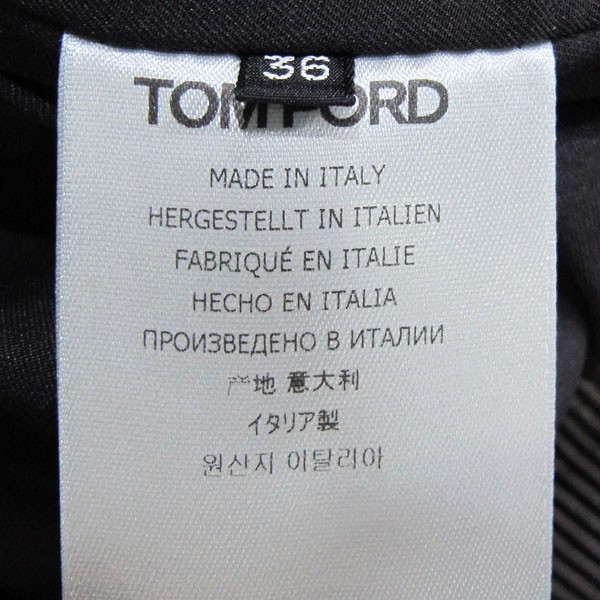 36
TOM FORD
MADE IN ITALY
HERGESTELLT IN ITALIEN
FABRIQUÉ EN ITALIE
HECHO EN ITALIA
ПРОИЗВЕДЕНО В ИТАЛИИ
产地 意大利
イタリア製
원산지 이탈리아